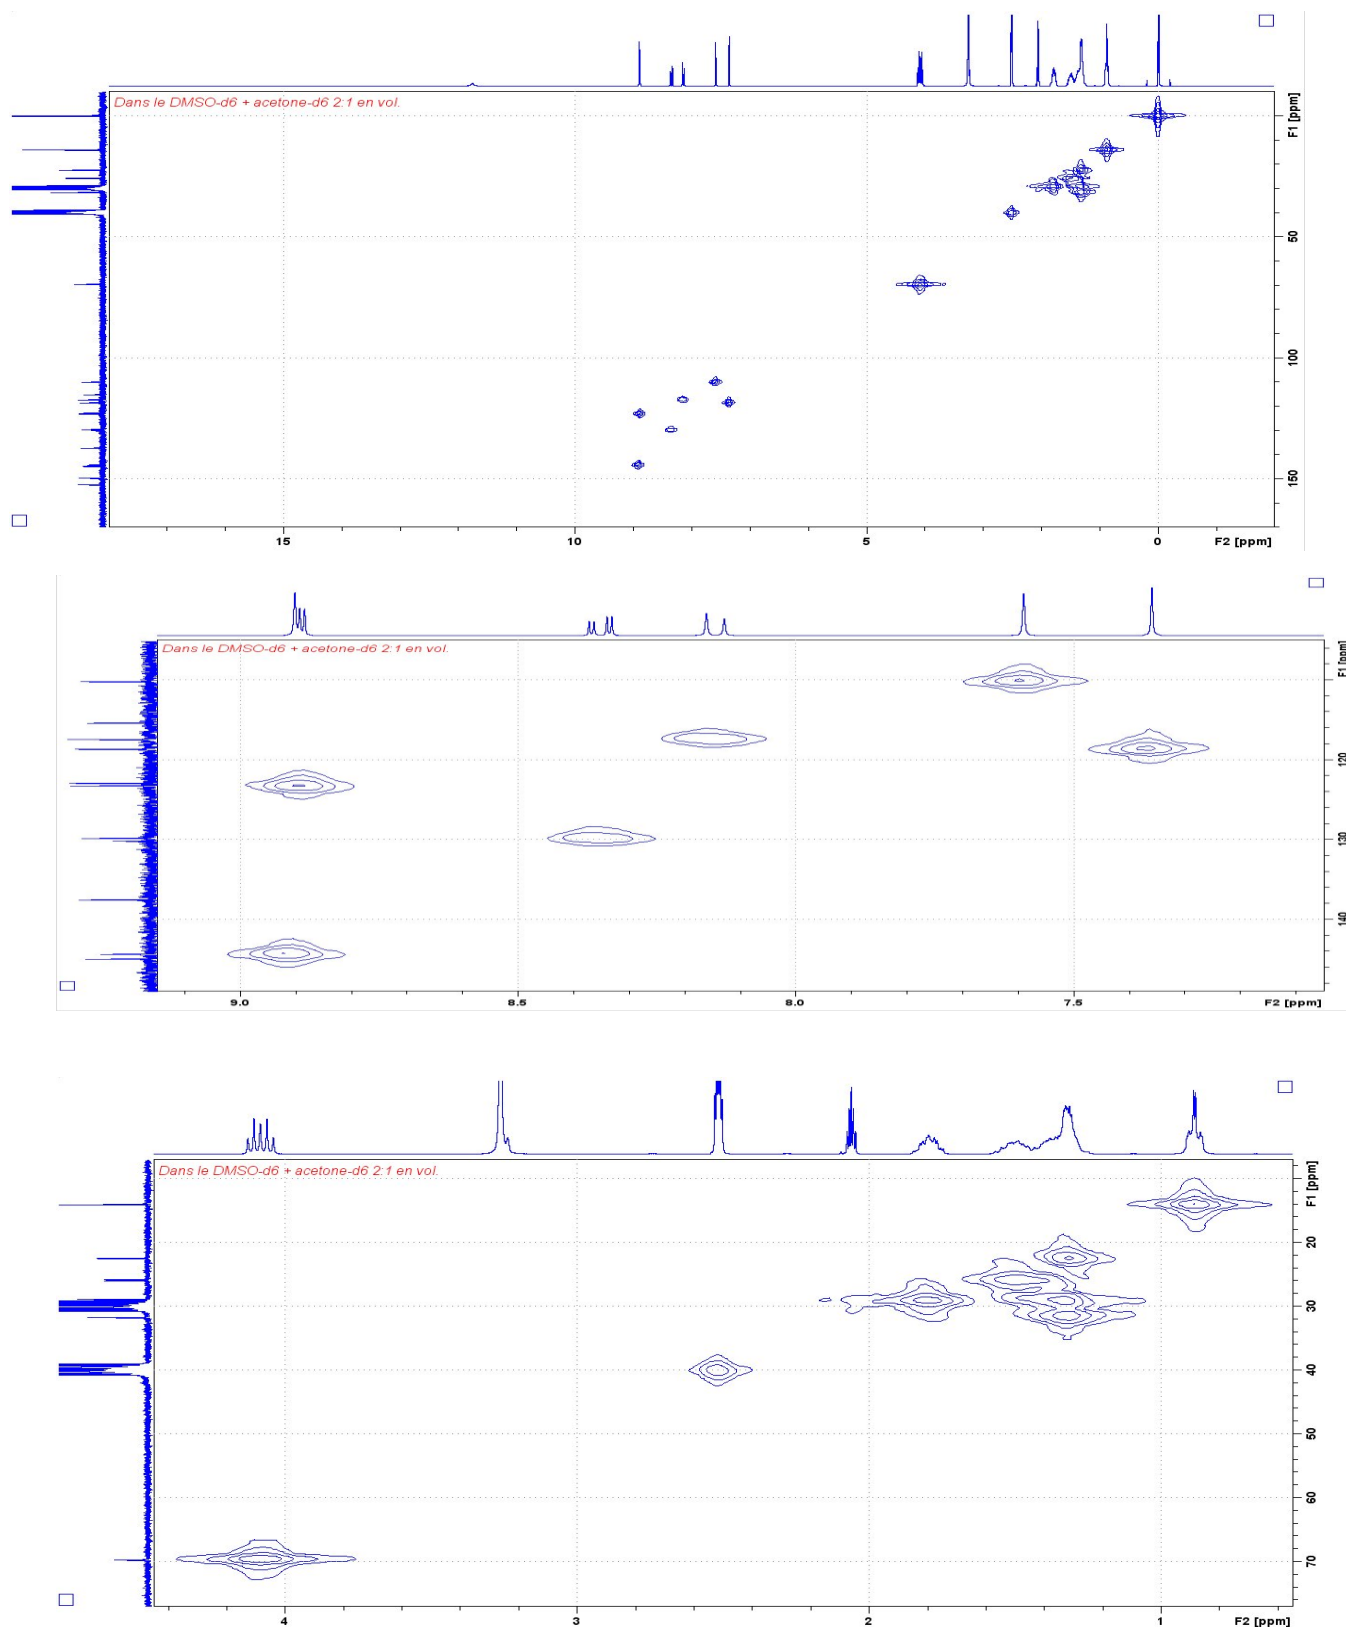 Dans le DMSO-d6 + acetone-d6 2:1 en vol.
F1 [ppm]
50
100
150
15
10
5
0
F2 [ppm]
Dans le DMSO-d6 + acetone-d6 2:1 en vol.
F1 [ppm]
120
130
140
9.0
8.5
8.0
7.5
F2 [ppm]
Dans le DMSO-d6 + acetone-d6 2:1 en vol.
F1 [ppm]
20
30
40
50
60
70
4
3
2
1
F2 [ppm]